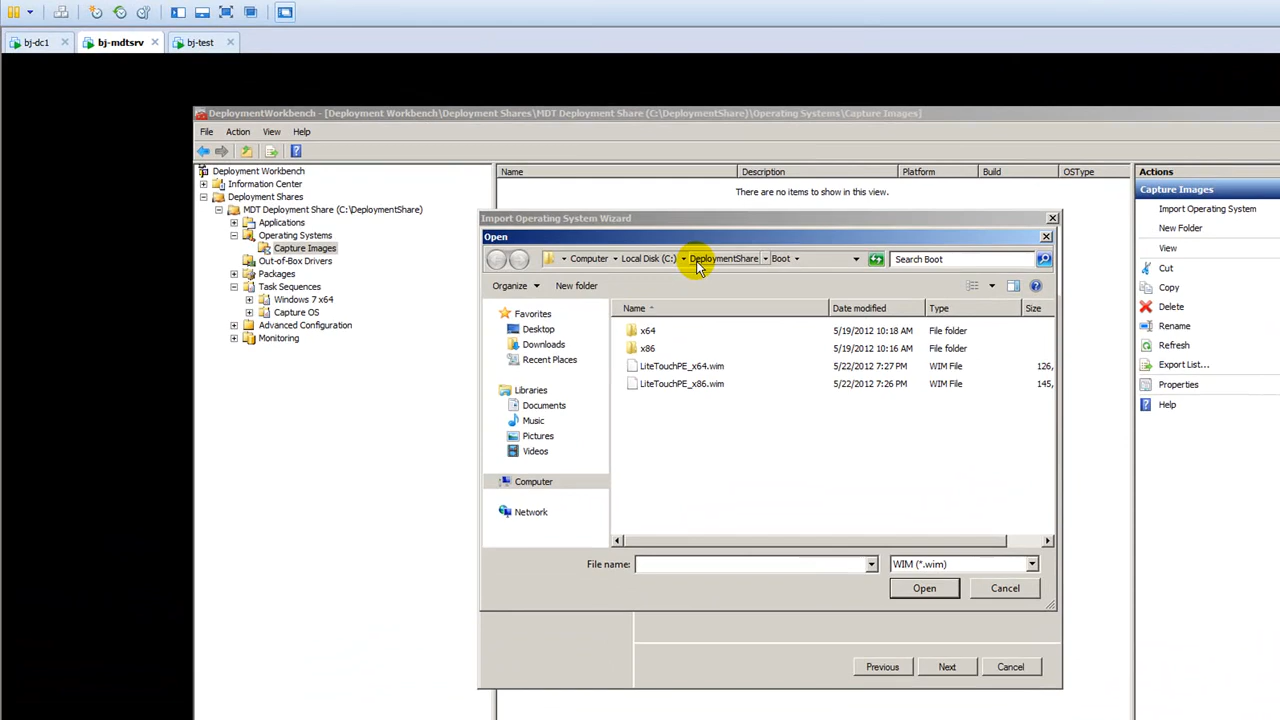 bj-dc1
bj-mdtsrv
bj-test
DeploymentWorkbench - [Deployment Workbench\Deployment Shares\MDT Deployment Share (C:\DeploymentShare)\Operating Systems\Capture Images]
File Action View Help
Deployment Workbench
Information Center
Deployment Shares
MDT Deployment Share (C:\DeploymentShare)
Applications
Operating Systems
Capture Images
Out-of-Box Drivers
Packages
Task Sequences
Windows 7 x64
Capture OS
Advanced Configuration
Monitoring
Name Description Platform Build OSType
There are no items to show in this view.
Import Operating System Wizard
Open
Computer Local Disk (C:) DeploymentShare Boot
Search Boot
Organize New folder
Favorites
Desktop
Downloads
Recent Places
Libraries
Documents
Music
Pictures
Videos
Computer
Network
Name Date modified Type Size
x64 5/19/2012 10:18 AM File folder
x86 5/19/2012 10:16 AM File folder
LiteTouchPE_x64.wim 5/22/2012 7:27 PM WIM File 126,
LiteTouchPE_x86.wim 5/22/2012 7:26 PM WIM File 145,
File name:
WIM (*.wim)
Open Cancel
Previous Next Cancel
Actions
Capture Images
Import Operating System
New Folder
View
Cut
Copy
Delete
Rename
Refresh
Export List...
Properties
Help